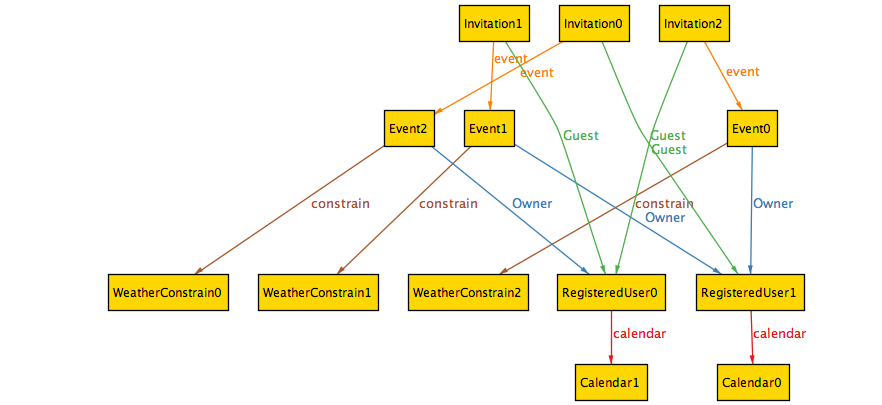 Invitation1
Invitation0
Invitation2
event
event
event
Event2
Event1
Event0
Guest
Guest
Guest
constrain
constrain
Owner
constrain
Owner
Owner
WeatherConstrain0
WeatherConstrain1
WeatherConstrain2
RegisteredUser0
RegisteredUser1
calendar
calendar
Calendar1
Calendar0